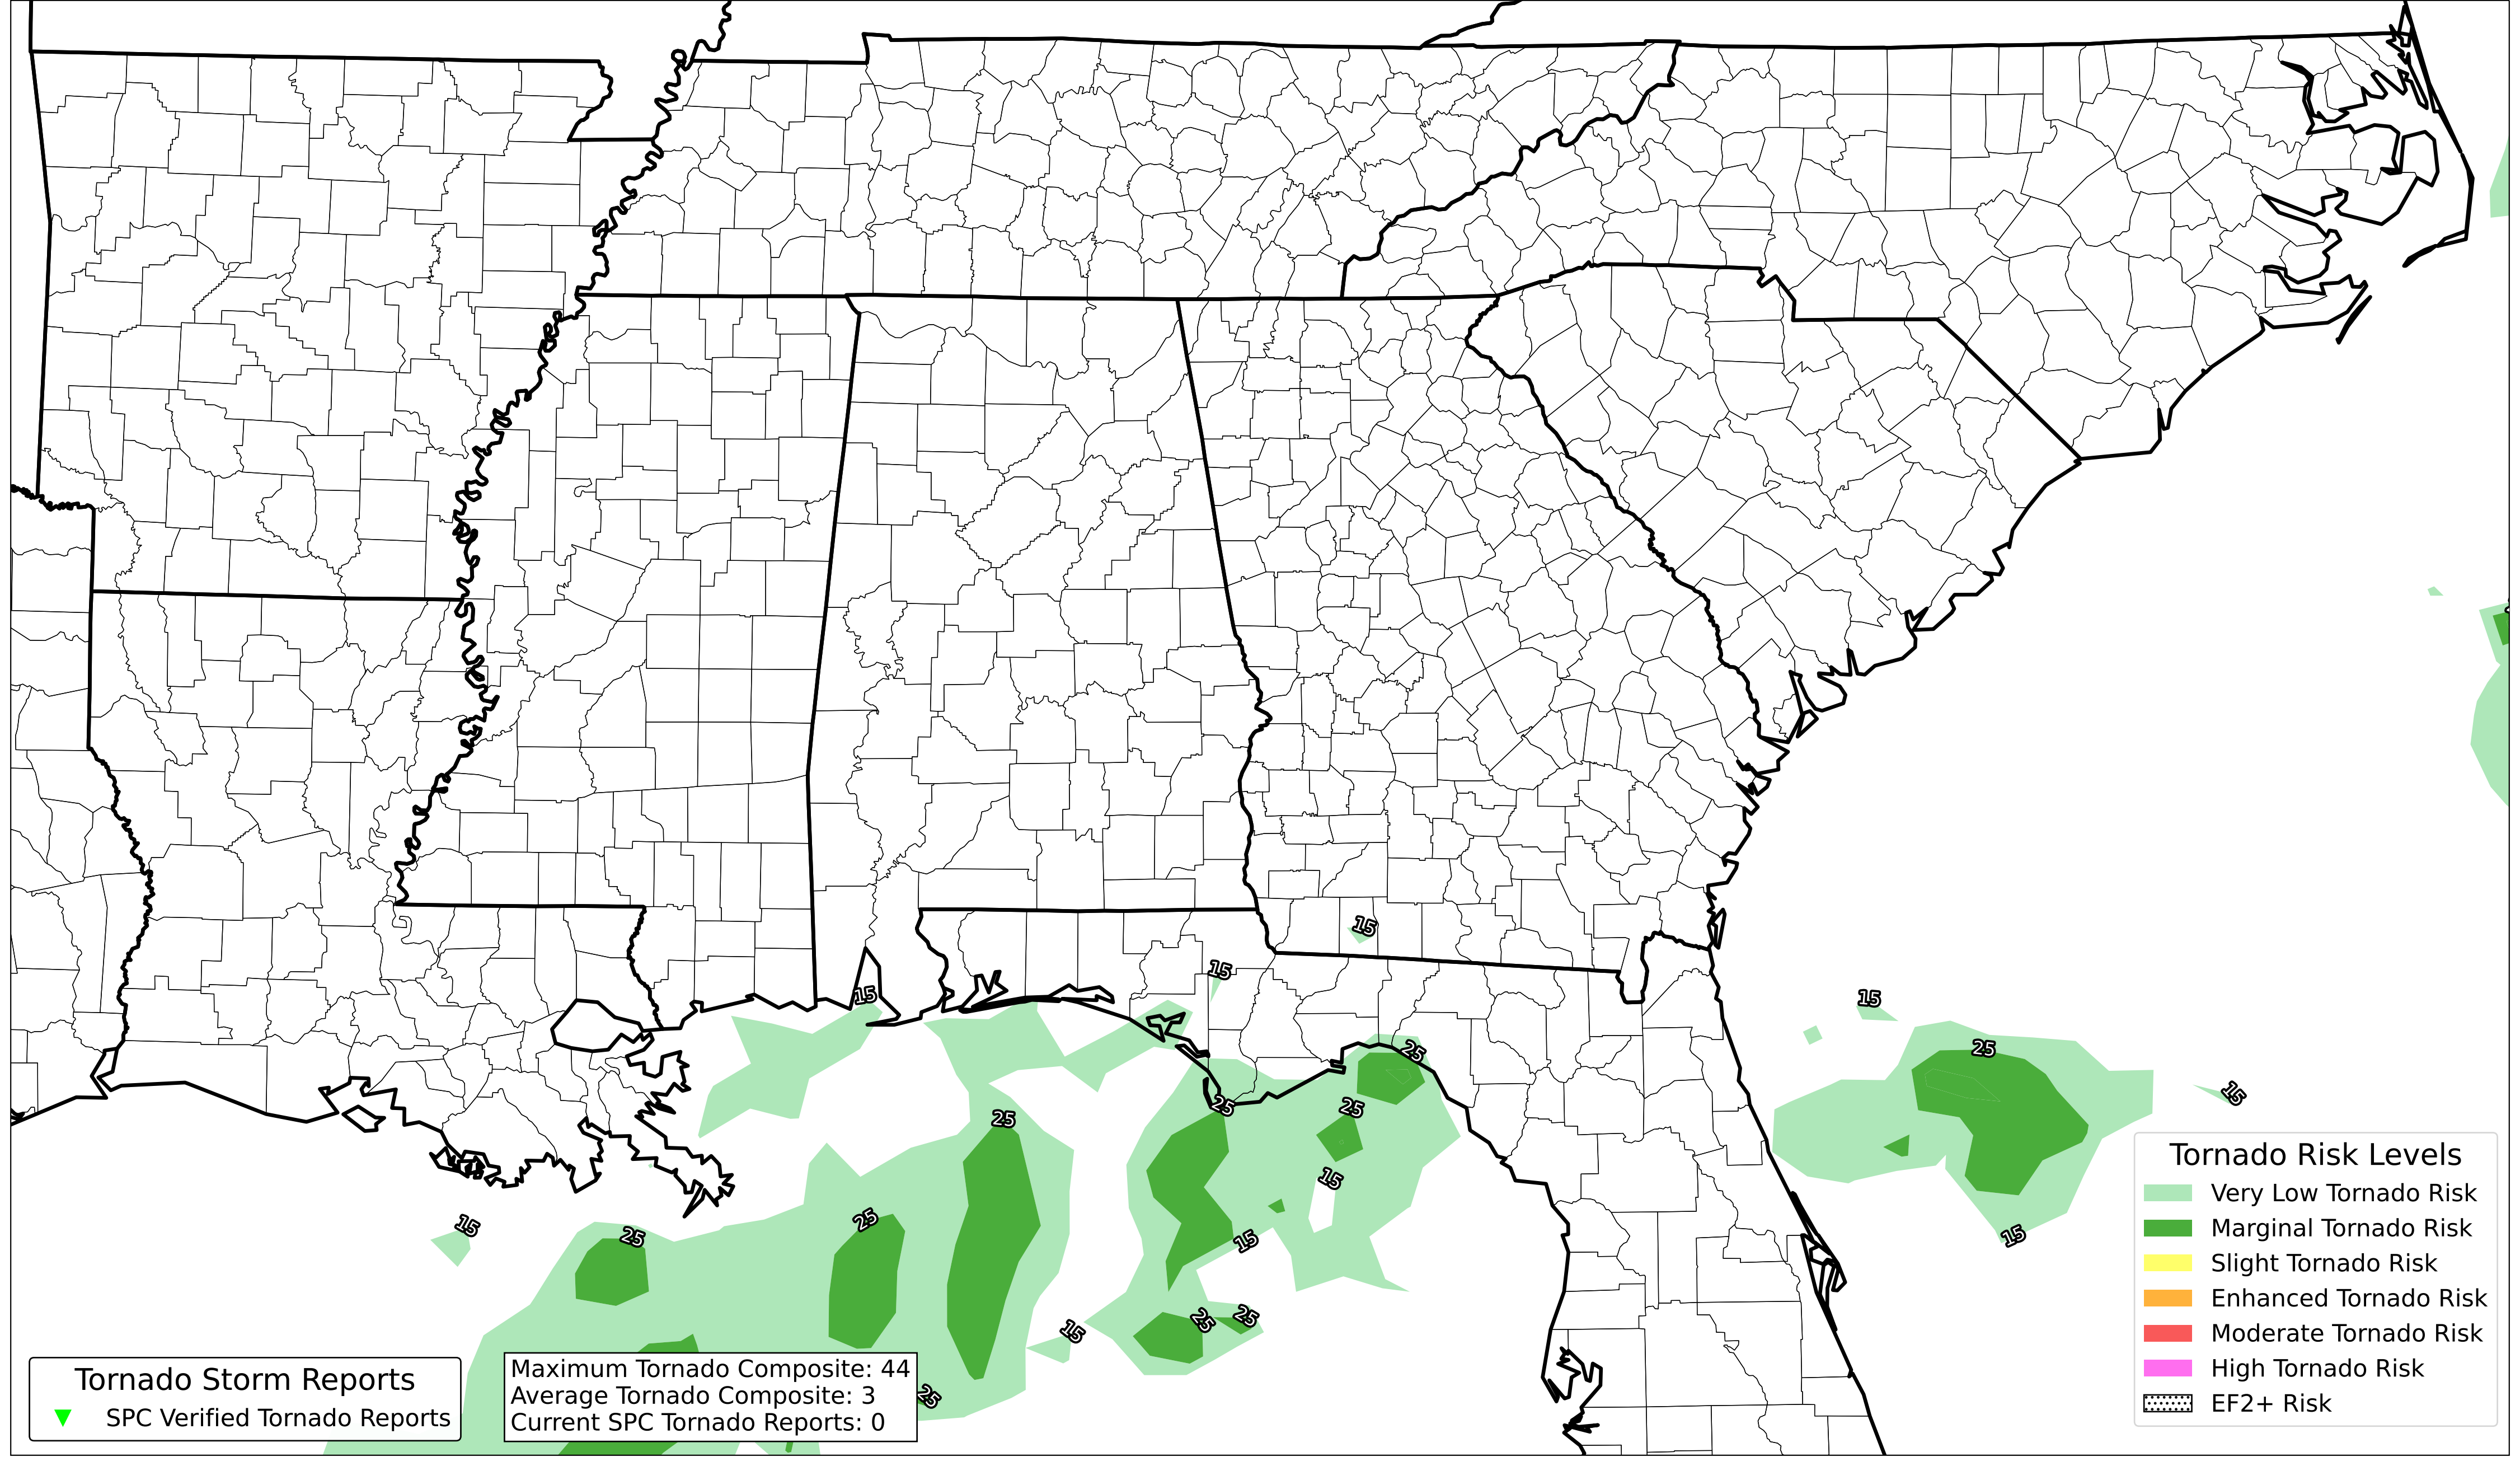 15
15
15
15
25
25
25
15
25
25
25
15
25
15
15
25
15
15
25
25
15
25
Tornado Risk Levels
Very Low Tornado Risk
Marginal Tornado Risk
Slight Tornado Risk
Enhanced Tornado Risk
Moderate Tornado Risk
High Tornado Risk
EF2+ Risk
Tornado Storm Reports
SPC Verified Tornado Reports
Maximum Tornado Composite: 44
Average Tornado Composite: 3
Current SPC Tornado Reports: 0